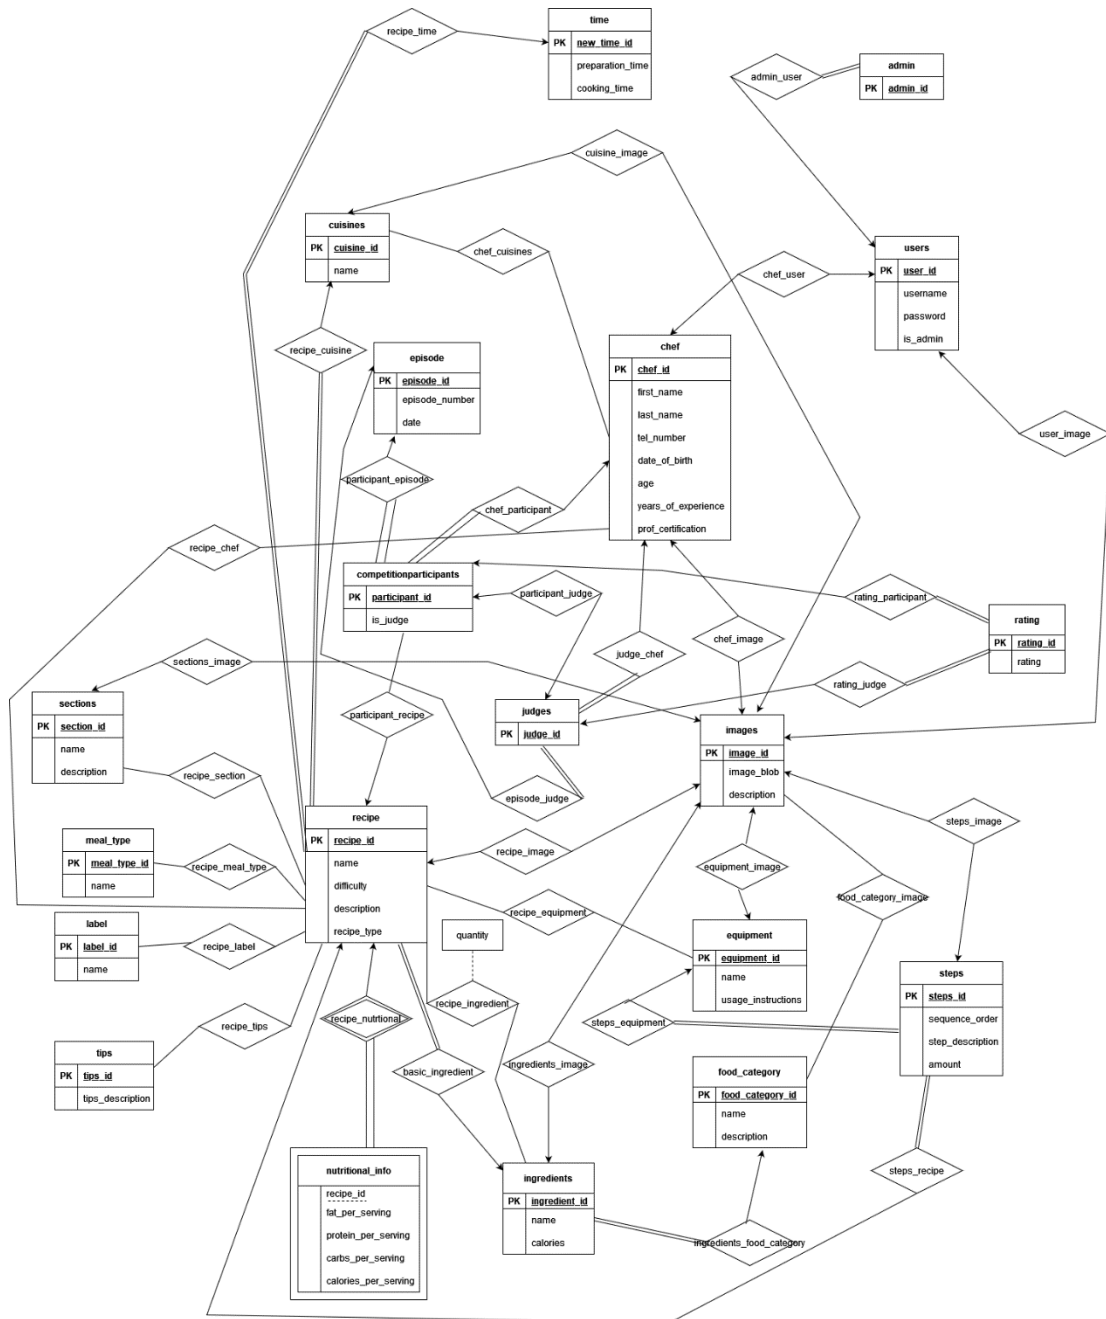 recipe_time
time
PK new_time_id
preparation_time
cooking_time
admin_user
admin
PK admin_id
cuisine_image
cuisines
PK cuisine_id
name
chef_cuisines
chef_user
users
PK user_id
username
password
is_admin
recipe_cuisine
episode
PK episode_id
episode_number
date
chef
PK chef_id
first_name
last_name
tel_number
date_of_birth
age
years_of_experience
prof_certification
user_image
participant_episode
chef_participant
recipe_chef
competitionparticipants
PK participant_id
is_judge
participant_judge
rating_participant
rating
PK rating_id
rating
chef_image
judge_chef
sections_image
rating_judge
sections
PK section_id
name
description
participant_recipe
judges
PK judge_id
images
PK image_id
image_blob
description
recipe_section
episode_judge
recipe
PK recipe_id
name
difficulty
description
recipe_type
steps_image
meal_type
PK meal_type_id
name
recipe_meal_type
recipe_image
equipment_image
food_category_image
label
PK label_id
name
recipe_label
recipe_equipment
quantity
equipment
PK equipment_id
name
usage_instructions
steps
PK steps_id
sequence_order
step_description
amount
recipe_ingredient
recipe_nutrtional
recipe_tips
steps_equipment
tips
PK tips_id
tips_description
basic_ingredient
ingredients_image
food_category
PK food_category_id
name
description
steps_recipe
nutritional_info
recipe_id
fat_per_serving
protein_per_serving
carbs_per_serving
calories_per_serving
ingredients
PK ingredient_id
name
calories
ingredients_food_category